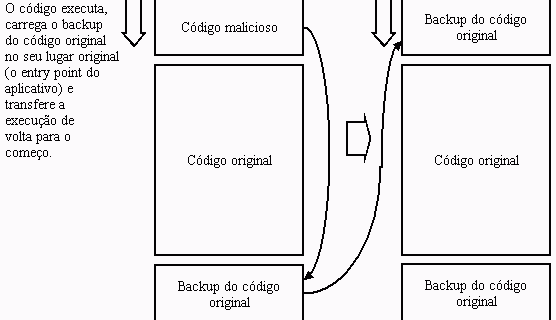 O código executa,
carrega o backup
do código original
no seu lugar original
(o entry point do
aplicativo) e
transfere a
execução de
volta para o
começo.
Código malicioso
Código original
Backup do código
original
Backup do código
original
Código original
Backup do código
original